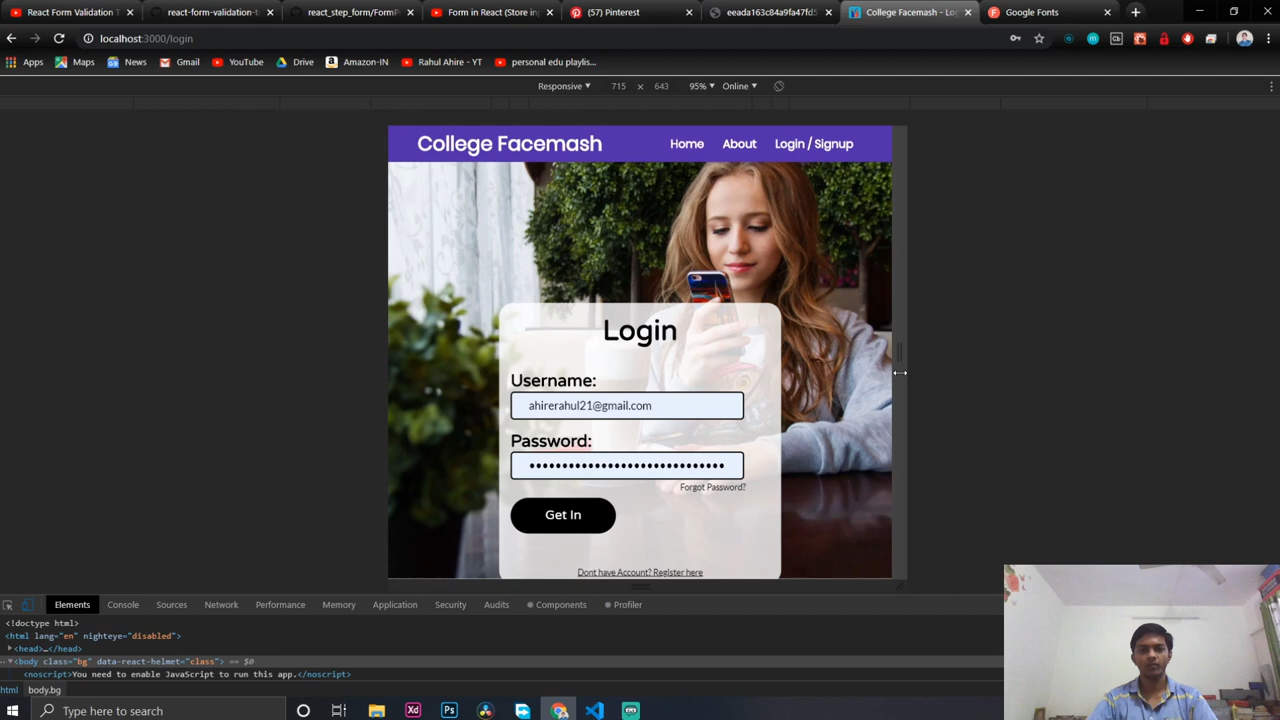 React Form Validation T
react-form-validation-t
react_step_form/FormP
Form in React (Store in
(57) Pinterest
eeada163c84a9fa47fd5
College Facemash - Lo
Google Fonts
localhost:3000/login
Apps
Maps
News
Gmail
YouTube
Drive
Amazon-IN
Rahul Ahire - YT
personal edu playlis...
Responsive
715 × 643
95%
Online
College Facemash
Home
About
Login / Signup
Login
Username:
ahirerahul21@gmail.com
Password:
••••••••••••••••••••••••••••••
Forgot Password?
Get In
Dont have Account? Register here
Elements
Console
Sources
Network
Performance
Memory
Application
Security
Audits
Components
Profiler
<!doctype html>
<html lang="en" nighteye="disabled">
<head>…</head>
<body class="bg" data-react-helmet="class"> == $0
<noscript>You need to enable JavaScript to run this app.</noscript>
html
body.bg
Type here to search
Xd
Ps